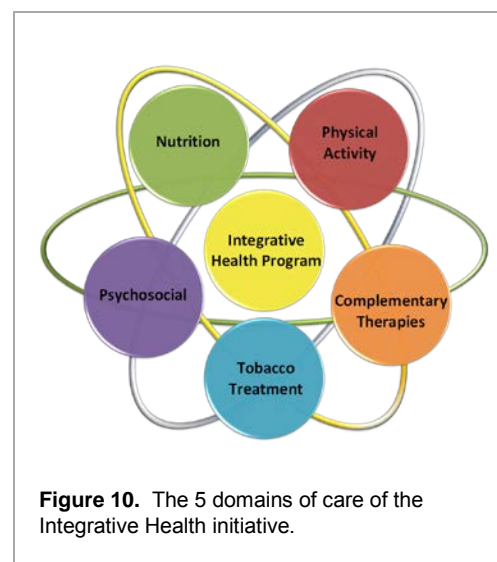 Nutrition
Physical
Activity
Integrative
Health Program
Psychosocial
Complementary
Therapies
Tobacco
Treatment
Figure 10. The 5 domains of care of the
Integrative Health initiative.